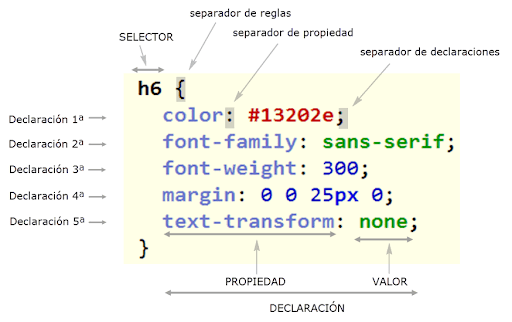 separador de reglas
separador de propiedad
SELECTOR
separador de declaraciones
h6 {
Declaración 1ª color: #13202e;
Declaración 2ª font-family: sans-serif;
Declaración 3ª font-weight: 300;
Declaración 4ª margin: 0 0 25px 0;
Declaración 5ª text-transform: none;
}
PROPIEDAD VALOR
DECLARACIÓN